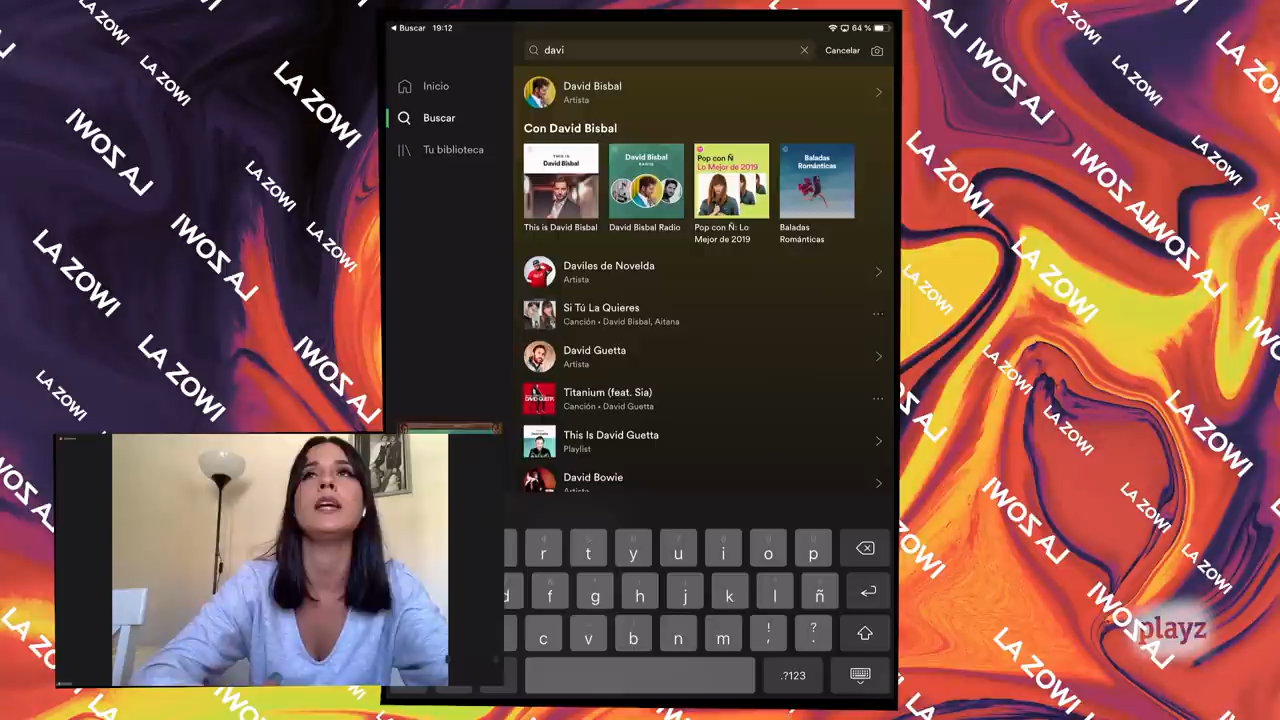 ◀ Buscar 19:12
64 %
davi
Cancelar
Inicio
Buscar
Tu biblioteca
David Bisbal
Artista
Con David Bisbal
THIS IS
David Bisbal
David Bisbal
RADIO
Pop con Ñ
Lo Mejor de 2019
Baladas
Románticas
This is David Bisbal
David Bisbal Radio
Pop con Ñ: Lo
Mejor de 2019
Baladas
Románticas
Daviles de Novelda
Artista
Si Tú La Quieres
Canción • David Bisbal, Aitana
David Guetta
Artista
Titanium (feat. Sia)
Canción • David Guetta
This Is David Guetta
Playlist
David Bowie
Artista
r t y u i o p
d f g h j k l ñ
c v b n m ! , ? .
.?123
LA ZOWI
playz